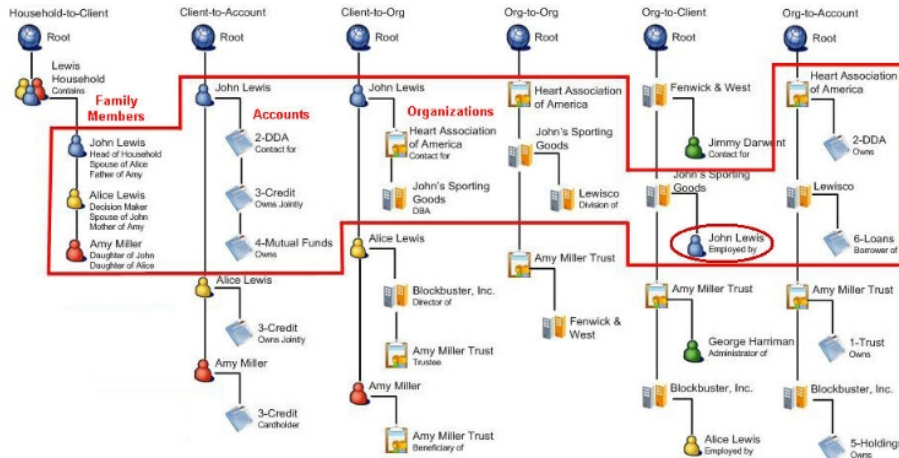 Household-to-Client
Root
Lewis
Household
Contains
Family
Members
John Lewis
Head of Household
Spouse of Alice
Father of Amy
Alice Lewis
Decision Maker
Spouse of John
Mother of Amy
Amy Miller
Daughter of John
Daughter of Alice
Client-to-Account
Root
John Lewis
Accounts
2-DDA
Contact for
3-Credit
Owns Jointly
4-Mutual Funds
Owns
Alice Lewis
3-Credit
Owns Jointly
Amy Miller
3-Credit
Cardholder
Client-to-Org
Root
John Lewis
Organizations
Heart Association
of America
Contact for
John's Sporting
Goods
DBA
Alice Lewis
Blockbuster, Inc.
Director of
Amy Miller Trust
Trustee
Amy Miller
Amy Miller Trust
Beneficiary of
Org-to-Org
Root
Heart Association
of America
John's Sporting
Goods
Lewisco
Division of
Amy Miller Trust
Fenwick &
West
Org-to-Client
Root
Fenwick & West
Jimmy Darwent
Contact for
John's Sporting
Goods
John Lewis
Employed by
Amy Miller Trust
George Harriman
Administrator of
Blockbuster, Inc.
Alice Lewis
Employed by
Org-to-Account
Root
Heart Association
of America
2-DDA
Owns
Lewisco
6-Loans
Borrower of
Amy Miller Trust
1-Trust
Owns
Blockbuster, Inc.
5-Holdings
Owns